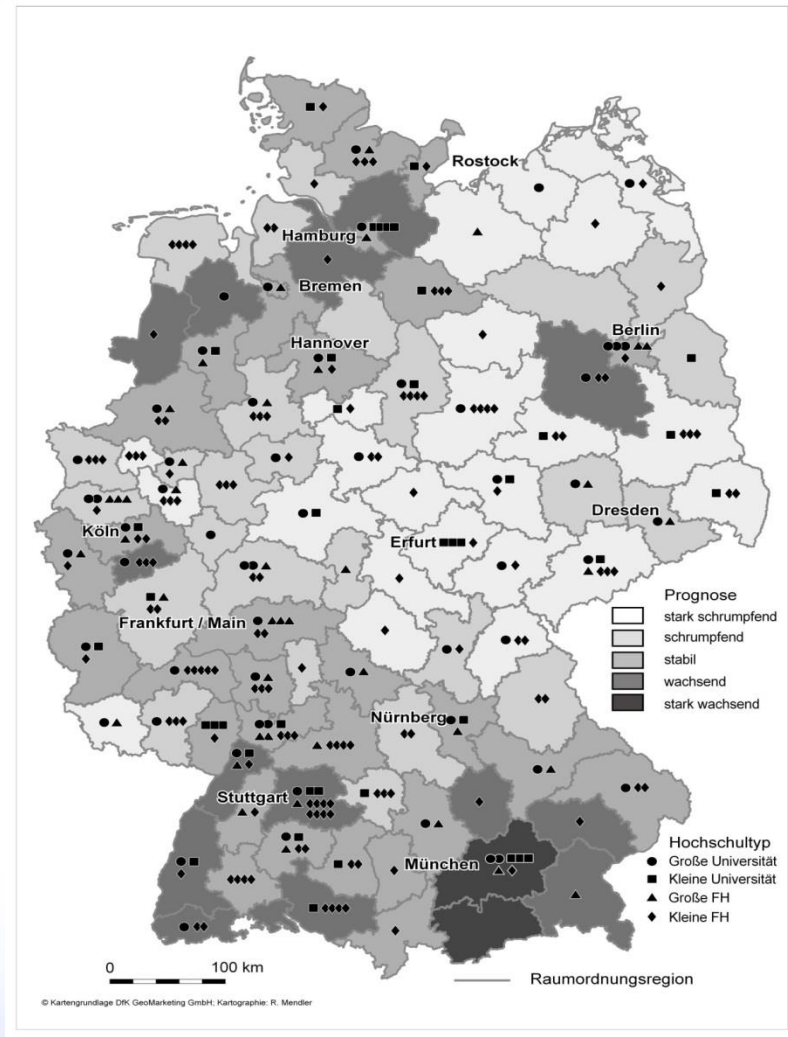 Rostock
Hamburg
Bremen
Berlin
Hannover
Dresden
Köln
Erfurt
Frankfurt / Main
Nürnberg
Stuttgart
München
Prognose
stark schrumpfend
schrumpfend
stabil
wachsend
stark wachsend
Hochschultyp
Große Universität
Kleine Universität
Große FH
Kleine FH
0 100 km
Raumordnungsregion
© Kartengrundlage DfK GeoMarketing GmbH; Kartographie: R. Mendler